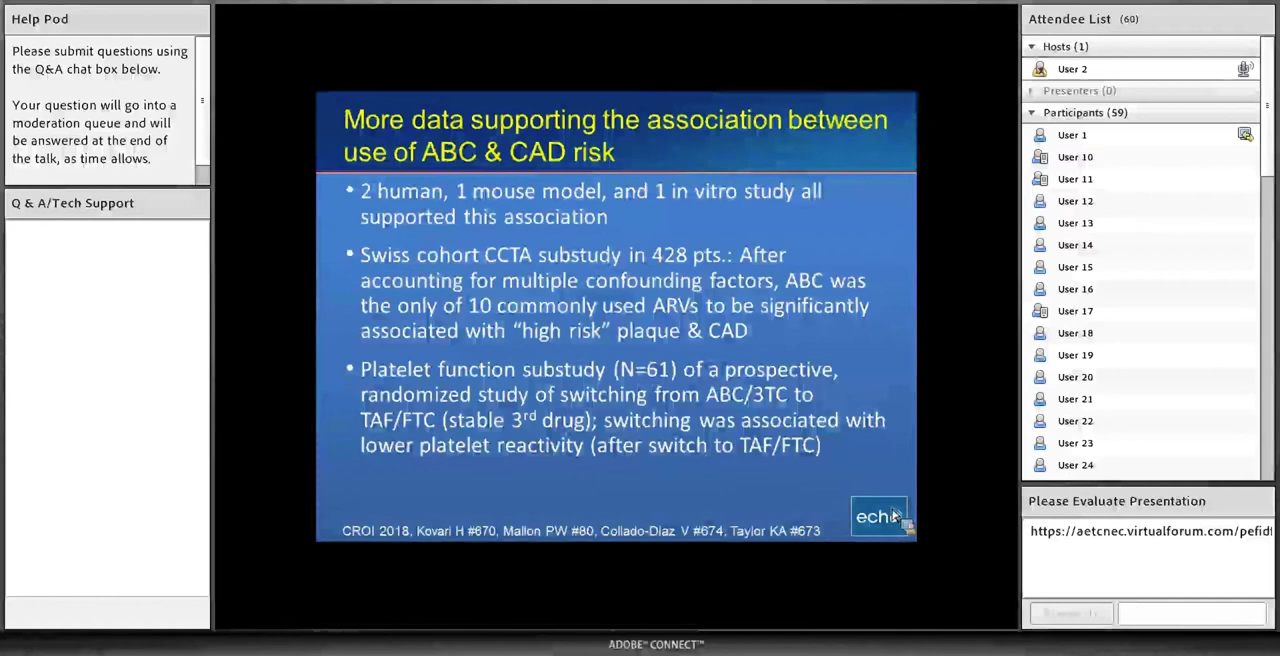 Help Pod
Please submit questions using
the Q&A chat box below.
Your question will go into a
moderation queue and will
be answered at the end of
the talk, as time allows.
Q & A/Tech Support
More data supporting the association between
use of ABC & CAD risk
• 2 human, 1 mouse model, and 1 in vitro study all
supported this association
• Swiss cohort CCTA substudy in 428 pts.: After
accounting for multiple confounding factors, ABC was
the only of 10 commonly used ARVs to be significantly
associated with “high risk” plaque & CAD
• Platelet function substudy (N=61) of a prospective,
randomized study of switching from ABC/3TC to
TAF/FTC (stable 3rd drug); switching was associated with
lower platelet reactivity (after switch to TAF/FTC)
CROI 2018, Kovari H #670, Mallon PW #80, Collado-Diaz V #674, Taylor KA #673
Attendee List (60)
Hosts (1)
User 2
Presenters (0)
Participants (59)
User 1
User 10
User 11
User 12
User 13
User 14
User 15
User 16
User 17
User 18
User 19
User 20
User 21
User 22
User 23
User 24
Please Evaluate Presentation
https://aetcnec.virtualforum.com/pefidf
ADOBE™ CONNECT™